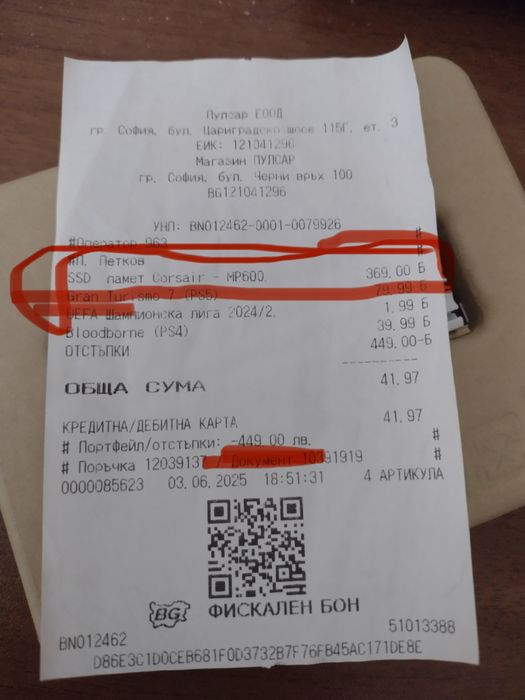 Пулсар ЕООД
гр. София, бул. Цариградско шосе 115Г, ет. 3
ЕИК: 121041296
Магазин ПУЛСАР
гр. София, бул. Черни връх 100
BG121041296
УНП: BN012462-0001-0079926
#Оператор 963 #
#П. Петков #
SSD памет Corsair - MP600. 369.00 Б
Gran Turismo 7 (PS5) 79.99 Б
UEFA Шампионска лига 2024/2. 1.99 Б
Bloodborne (PS4) 39.99 Б
ОТСТЪПКИ 449.00-Б
ОБЩА СУМА 41.97
КРЕДИТНА/ДЕБИТНА КАРТА 41.97
# Портфейл/отстъпки: -449.00 лв. #
# Поръчка 12039137 / Документ 10391919 #
0000085623 03.06.2025 18:51:31 4 АРТИКУЛА
BG ФИСКАЛЕН БОН
BN012462 51013388
D86E3C1D0CEB681F0D3732B7F76FB45AC171DE8E